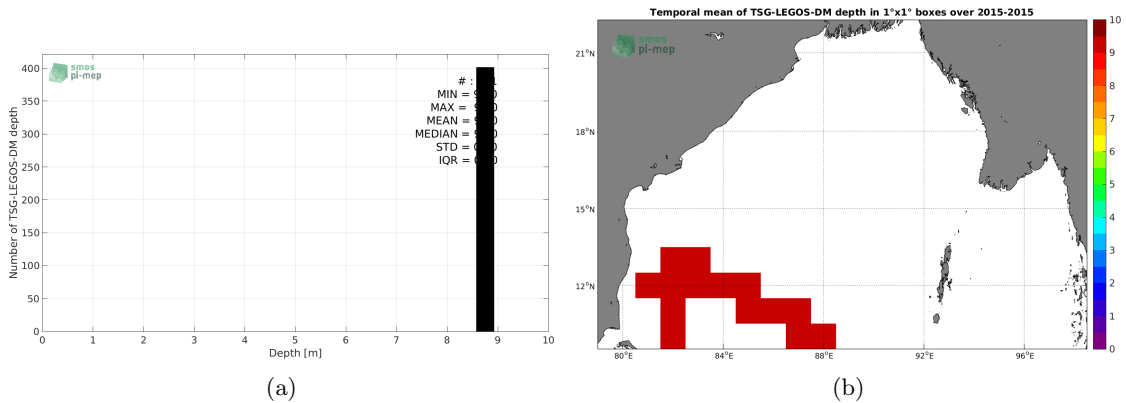 smos
pi-mep
# :
MIN =
MAX =
MEAN =
MEDIAN =
STD =
IQR =
Number of TSG-LEGOS-DM depth
400
350
300
250
200
150
100
50
0
0 1 2 3 4 5 6 7 8 9 10
Depth [m]
(a)
Temporal mean of TSG-LEGOS-DM depth in 1°x1° boxes over 2015-2015
smos
pi-mep
21°N
18°N
15°N
12°N
80°E 84°E 88°E 92°E 96°E
10
9
8
7
6
5
4
3
2
1
0
(b)